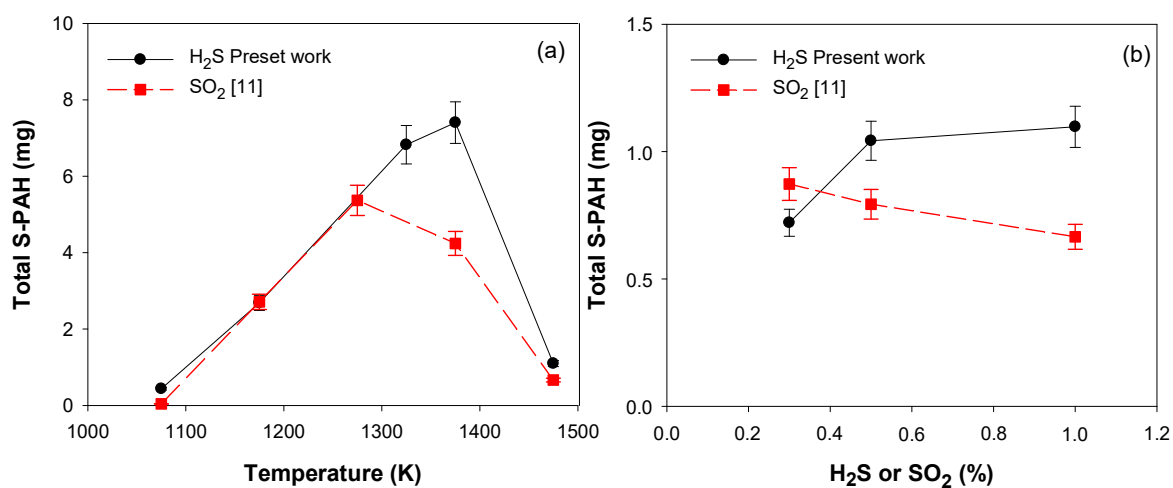 10
8
6
4
2
0
Total S-PAH (mg)
H2S Preset work
SO2 [11]
(a)
1000 1100 1200 1300 1400 1500
Temperature (K)
1.5
1.0
0.5
0.0
Total S-PAH (mg)
H2S Present work
SO2 [11]
(b)
0.0 0.2 0.4 0.6 0.8 1.0 1.2
H2S or SO2 (%)